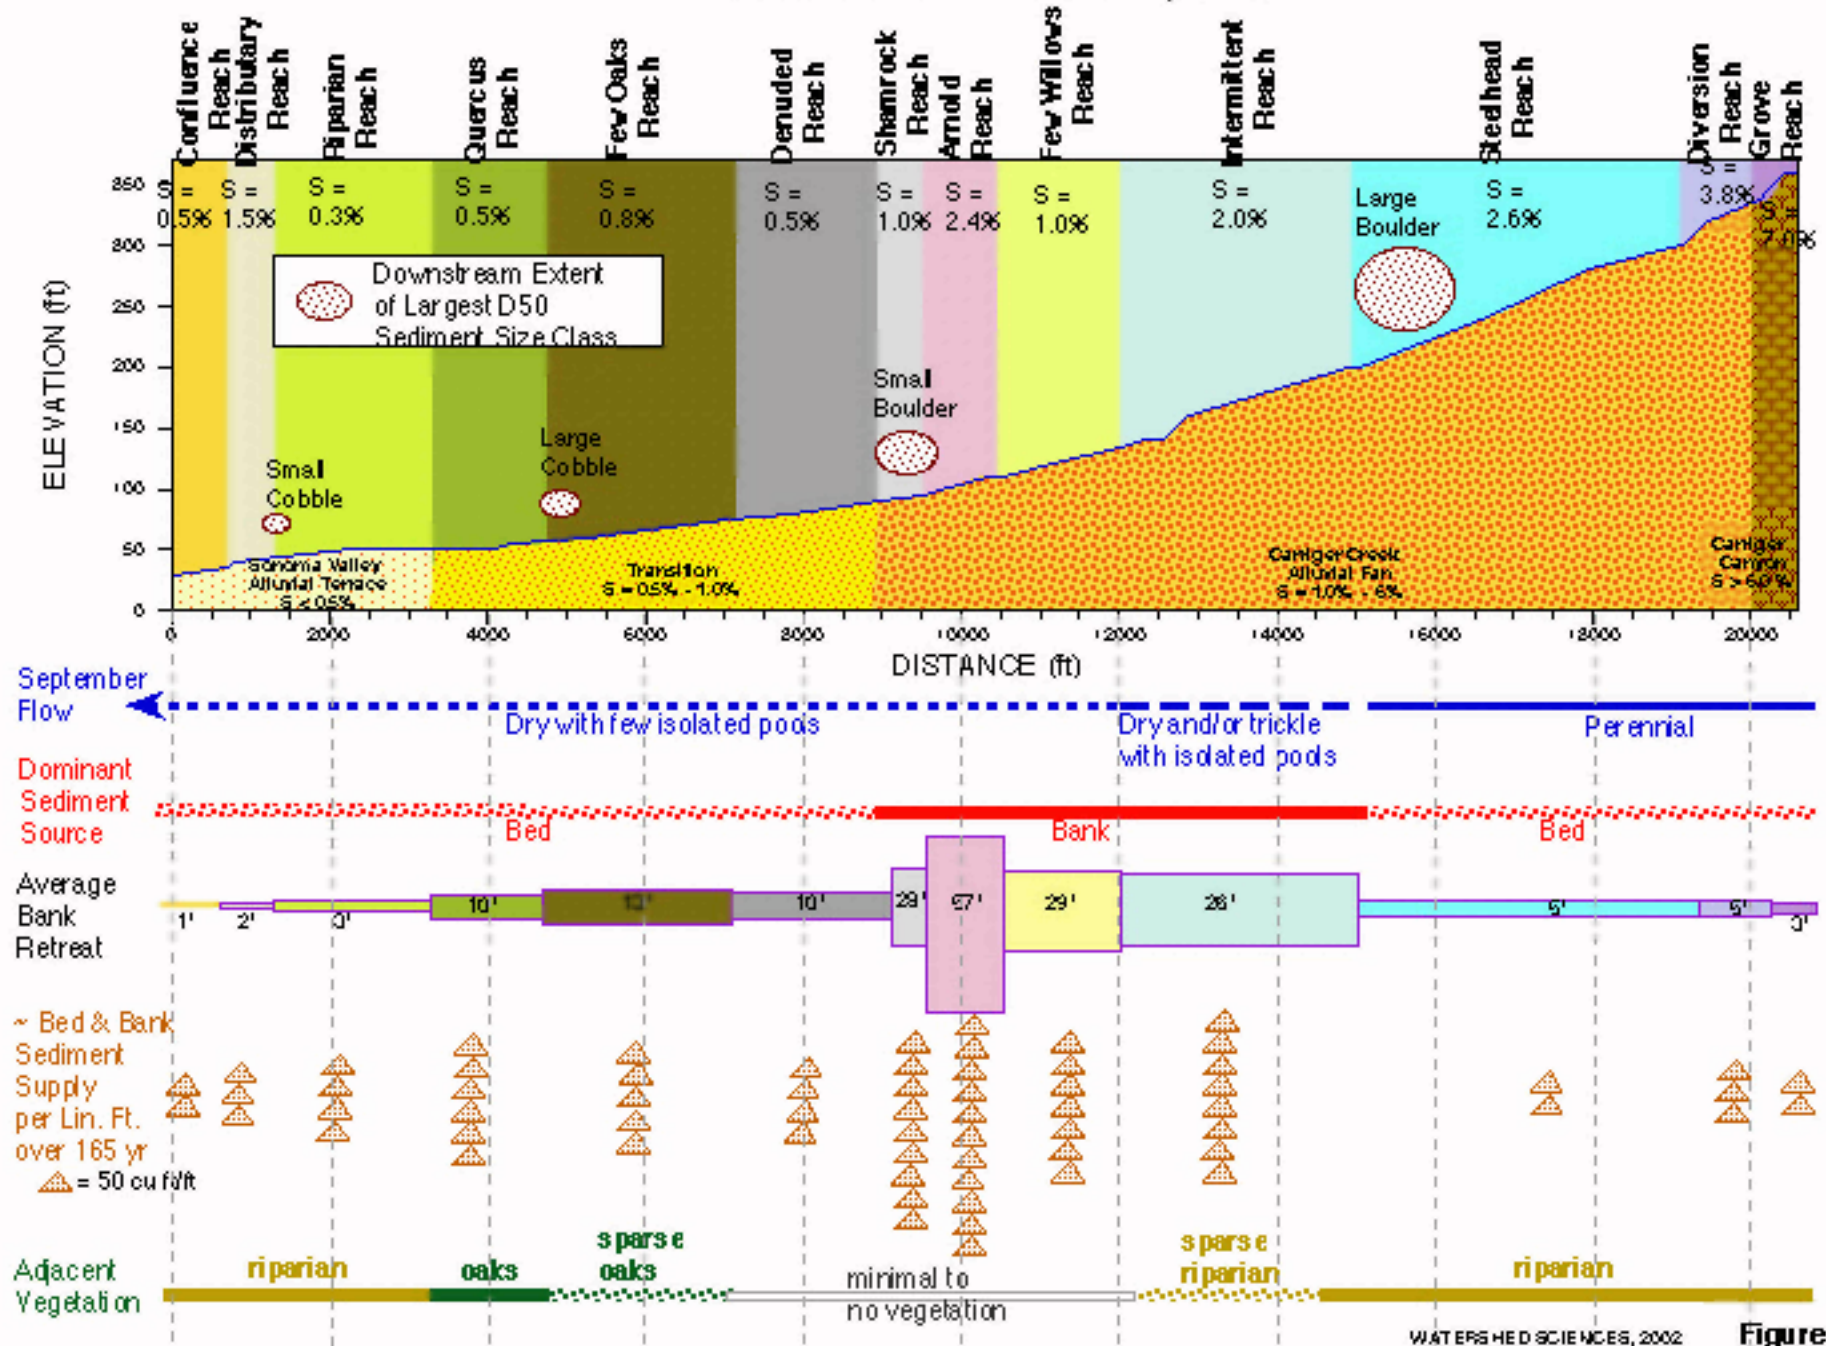 Confluence
Reach
Distributary
Reach
Riparian
Reach
Quercus
Reach
Few Oaks
Reach
Denuded
Reach
Shamrock
Reach
Arnold
Reach
Few Willows
Reach
Intermittent
Reach
Steelhead
Reach
Diversion
Reach
Grove
Reach
S =
0.5%
S =
1.5%
S =
0.3%
S =
0.5%
S =
0.8%
S =
0.5%
S =
1.0%
S =
2.4%
S =
1.0%
S =
2.0%
S =
2.6%
S =
3.8%
S =
7.0%
ELEVATION (ft)
350
300
250
200
150
100
50
0
Downstream Extent
of Largest D50
Sediment Size Class
Small
Cobble
Large
Cobble
Small
Boulder
Large
Boulder
Sonoma Valley
Alluvial Terrace
S < 0.5%
Transition
S = 0.5% - 1.0%
Carriger Creek
Alluvial Fan
S = 1.0% - 6%
Carriger
Canyon
S > 6.0 %
0 2000 4000 6000 8000 10000 12000 14000 16000 18000 20000
DISTANCE (ft)
September
Flow
Dry with few isolated pools
Dry and/or trickle
with isolated pools
Perennial
Dominant
Sediment
Source
Bed
Bank
Bed
Average
Bank
Retreat
1' 2' 10' 10' 29' 29' 5' 5'
~ Bed & Bank
Sediment
Supply
per Lin. Ft.
over 165 yr
= 50 cu ft/ft
Adjacent
Vegetation
riparian
oaks
sparse
oaks
minimal to
no vegetation
sparse
riparian
riparian
WATERSHED SCIENCES, 2002
Figure